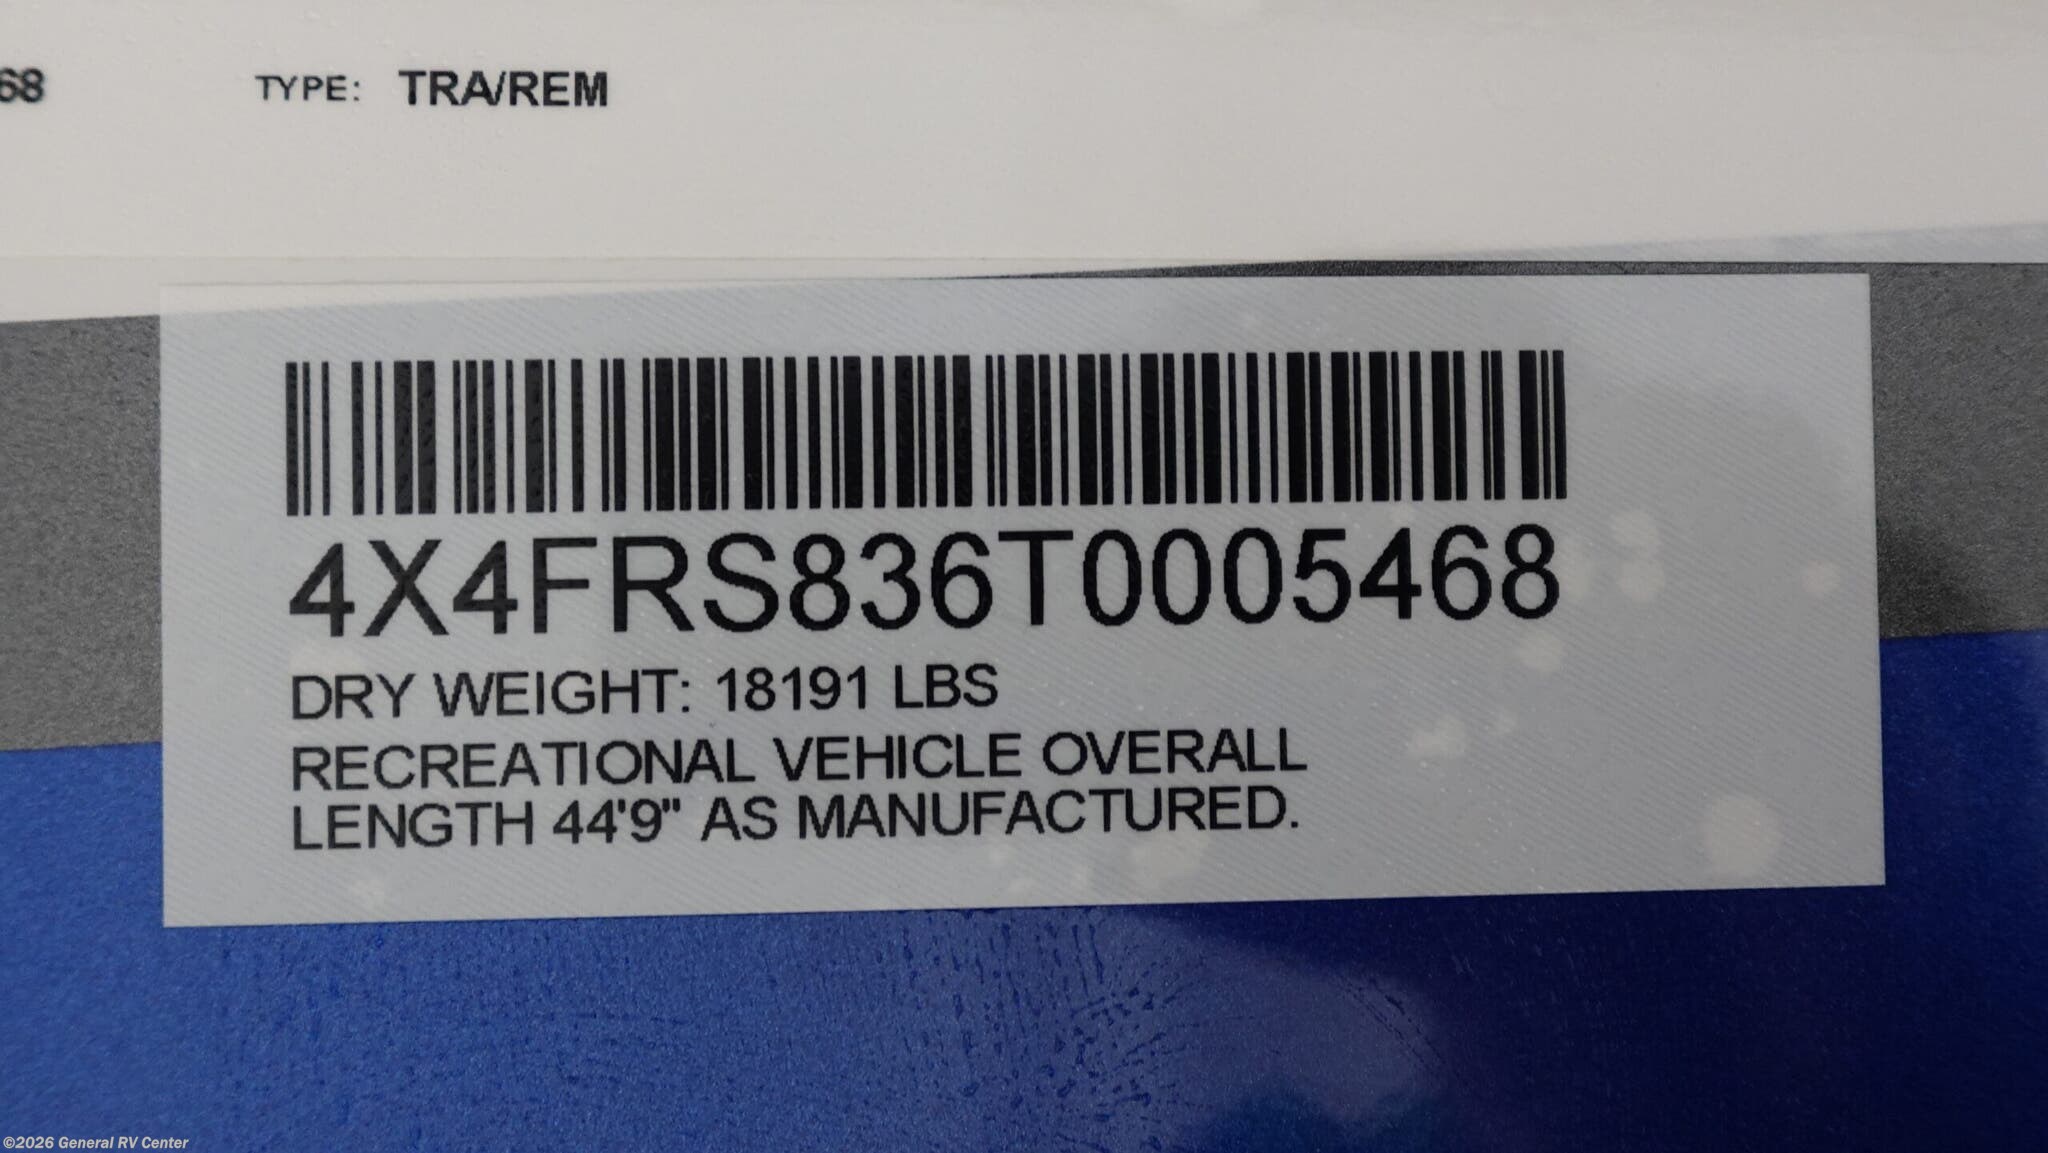 68 TYPE: TRA/REM
4X4FRS836T0005468
DRY WEIGHT: 18191 LBS
RECREATIONAL VEHICLE OVERALL
LENGTH 44'9" AS MANUFACTURED.
©2026 General RV Center